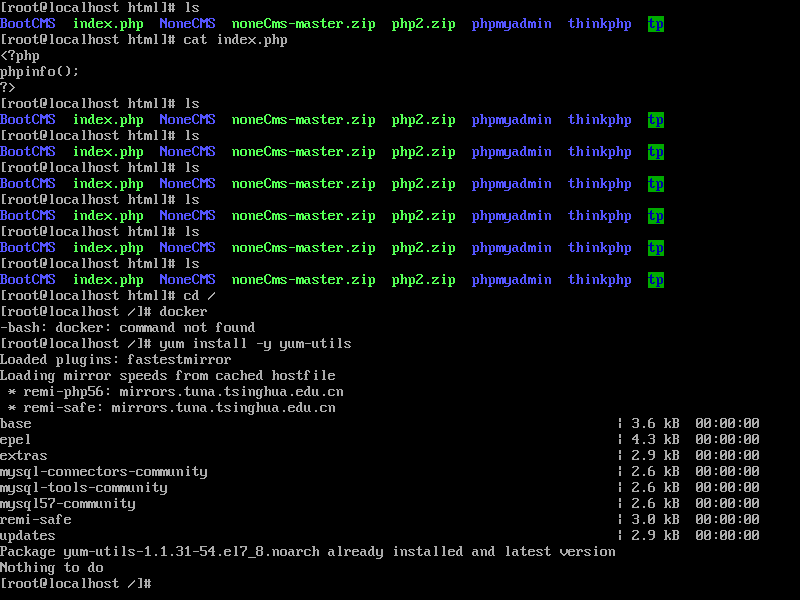 [root@localhost html]# ls
BootCMS  index.php  NoneCMS  noneCms-master.zip  php2.zip  phpmyadmin  thinkphp  tp
[root@localhost html]# cat index.php
<?php
phpinfo();
?>
[root@localhost html]# ls
BootCMS  index.php  NoneCMS  noneCms-master.zip  php2.zip  phpmyadmin  thinkphp  tp
[root@localhost html]# ls
BootCMS  index.php  NoneCMS  noneCms-master.zip  php2.zip  phpmyadmin  thinkphp  tp
[root@localhost html]# ls
BootCMS  index.php  NoneCMS  noneCms-master.zip  php2.zip  phpmyadmin  thinkphp  tp
[root@localhost html]# ls
BootCMS  index.php  NoneCMS  noneCms-master.zip  php2.zip  phpmyadmin  thinkphp  tp
[root@localhost html]# ls
BootCMS  index.php  NoneCMS  noneCms-master.zip  php2.zip  phpmyadmin  thinkphp  tp
[root@localhost html]# ls
BootCMS  index.php  NoneCMS  noneCms-master.zip  php2.zip  phpmyadmin  thinkphp  tp
[root@localhost html]# cd /
[root@localhost /]# docker
-bash: docker: command not found
[root@localhost /]# yum install -y yum-utils
Loaded plugins: fastestmirror
Loading mirror speeds from cached hostfile
 * remi-php56: mirrors.tuna.tsinghua.edu.cn
 * remi-safe: mirrors.tuna.tsinghua.edu.cn
base | 3.6 kB  00:00:00
epel | 4.3 kB  00:00:00
extras | 2.9 kB  00:00:00
mysql-connectors-community | 2.6 kB  00:00:00
mysql-tools-community | 2.6 kB  00:00:00
mysql57-community | 2.6 kB  00:00:00
remi-safe | 3.0 kB  00:00:00
updates | 2.9 kB  00:00:00
Package yum-utils-1.1.31-54.el7_8.noarch already installed and latest version
Nothing to do
[root@localhost /]#